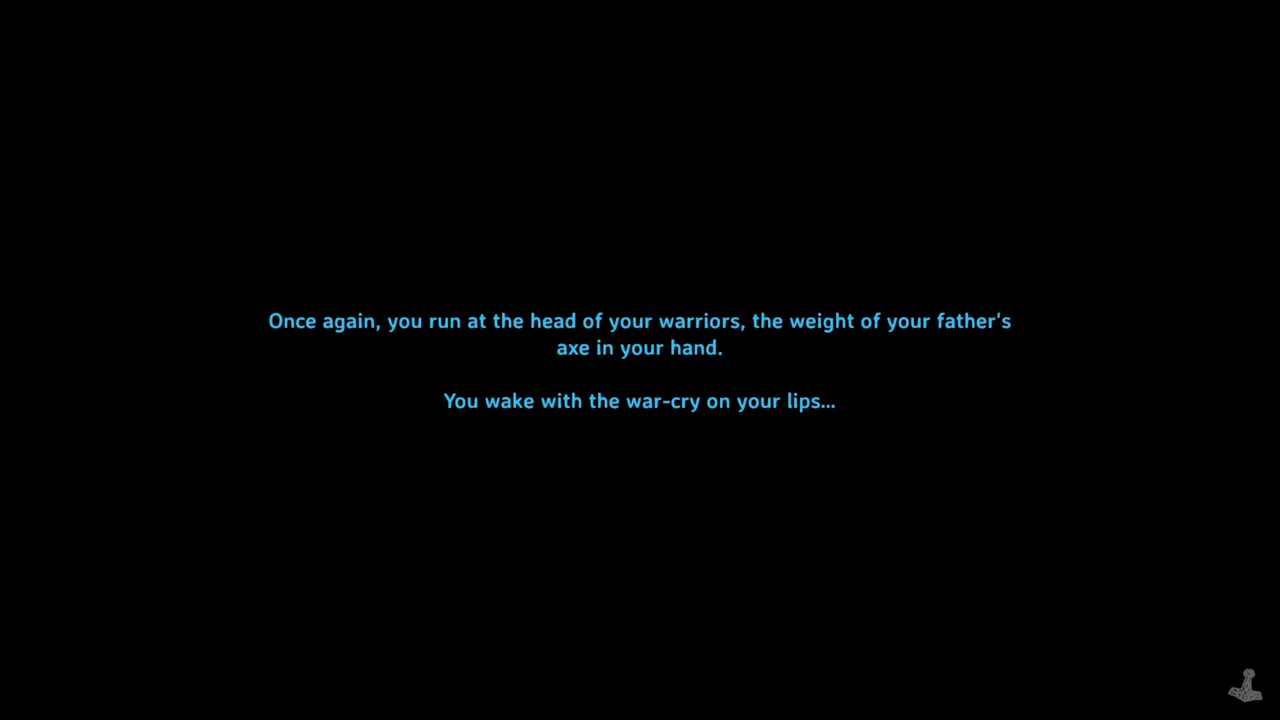 Once again, you run at the head of your warriors, the weight of your father's
axe in your hand.
You wake with the war-cry on your lips...